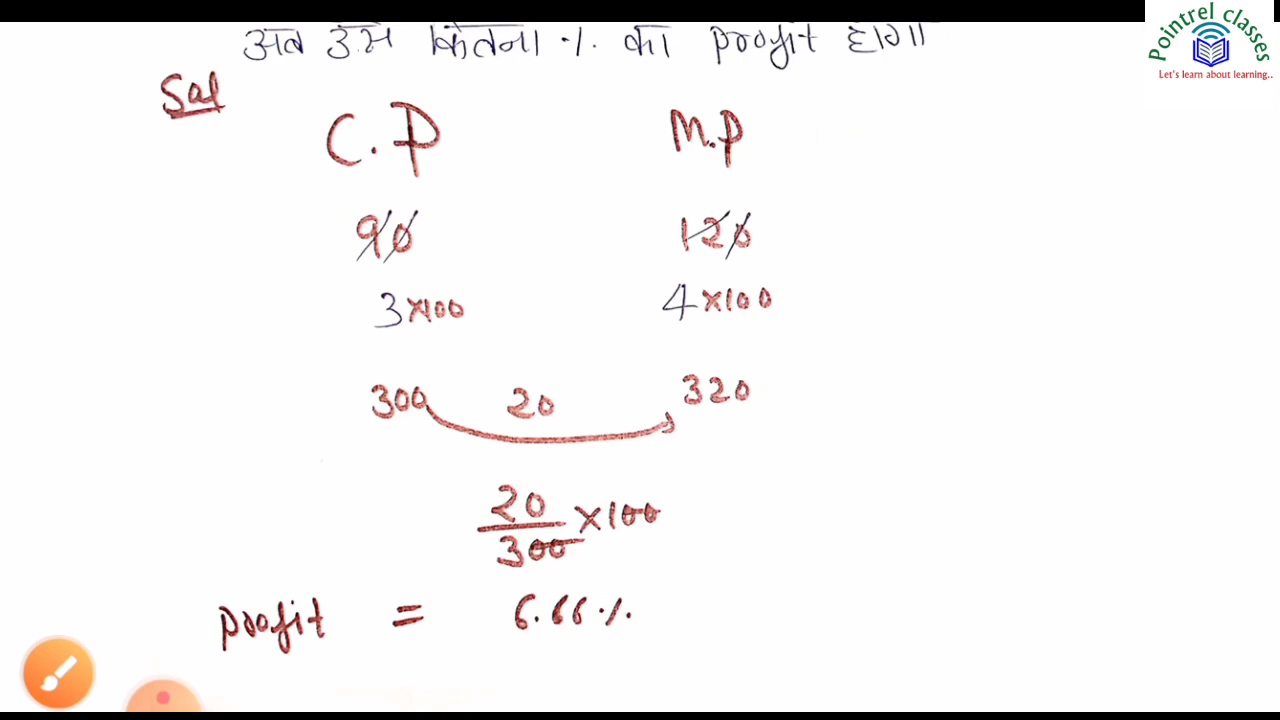 अब उसे कितना % का profit होगा
Pointrel classes
Let's learn about learning..
Sol
C.P M.P
90 120
3×100 4×100
300 20 320
20
300 ×100
profit = 6.66%